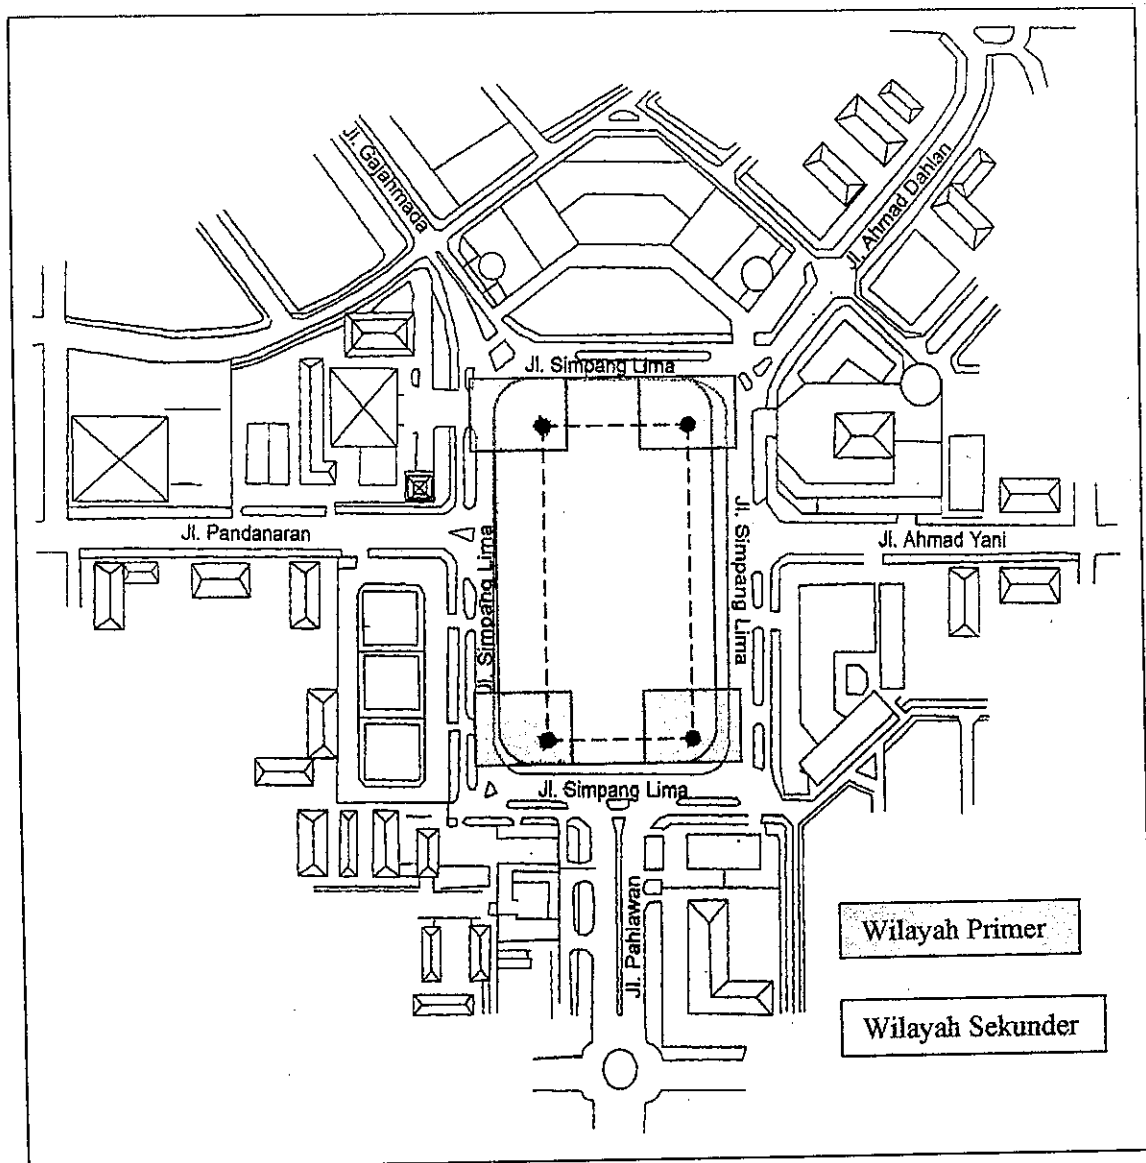 Jl. Gajahmada
Jl. Ahmad Dahlan
Jl. Simpang Lima
Jl. Pandanaran
Jl. Simpang Lima
Jl. Simpang Lima
Jl. Ahmad Yani
Jl. Simpang Lima
Jl. Pahlawan
Wilayah Primer
Wilayah Sekunder